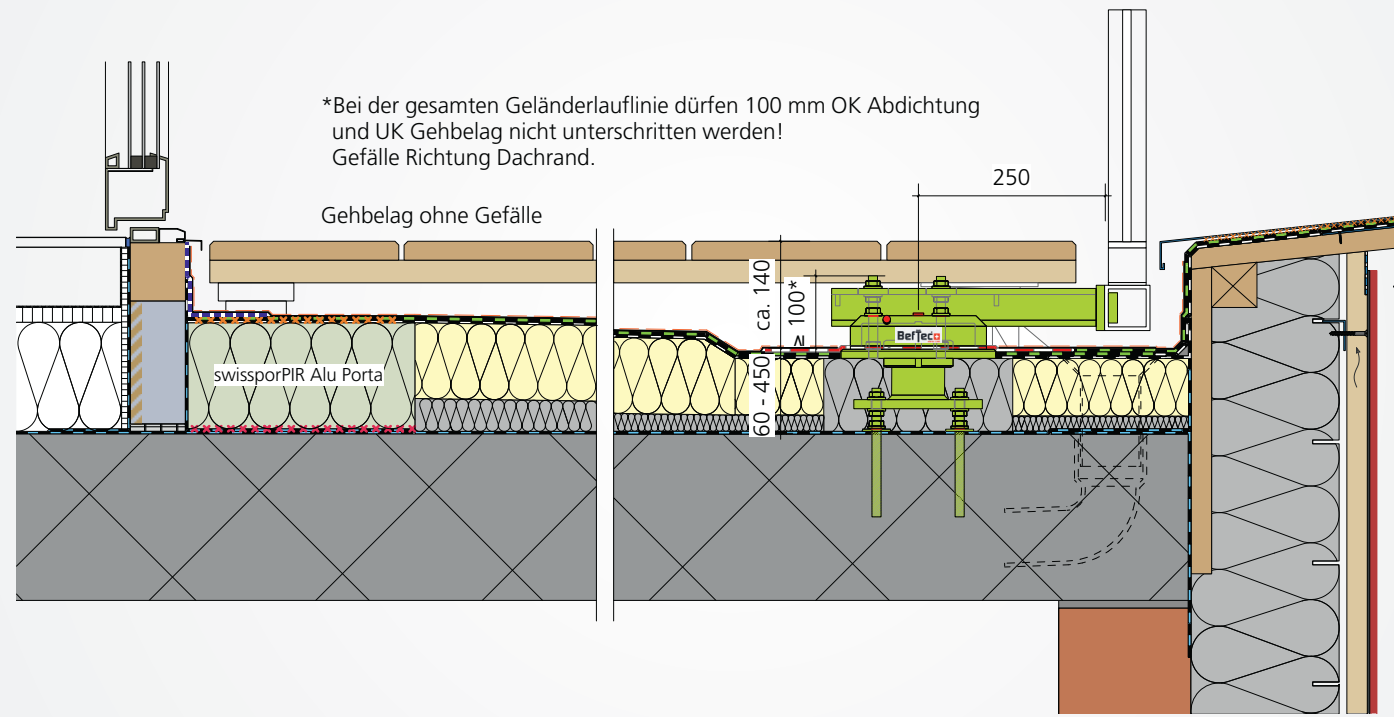 *Bei der gesamten Geländerlauflinie dürfen 100 mm OK Abdichtung
und UK Gehbelag nicht unterschritten werden!
Gefälle Richtung Dachrand.
Gehbelag ohne Gefälle
250
ca. 140
≥ 100*
60 - 450
BefTec
swissporPIR Alu Porta